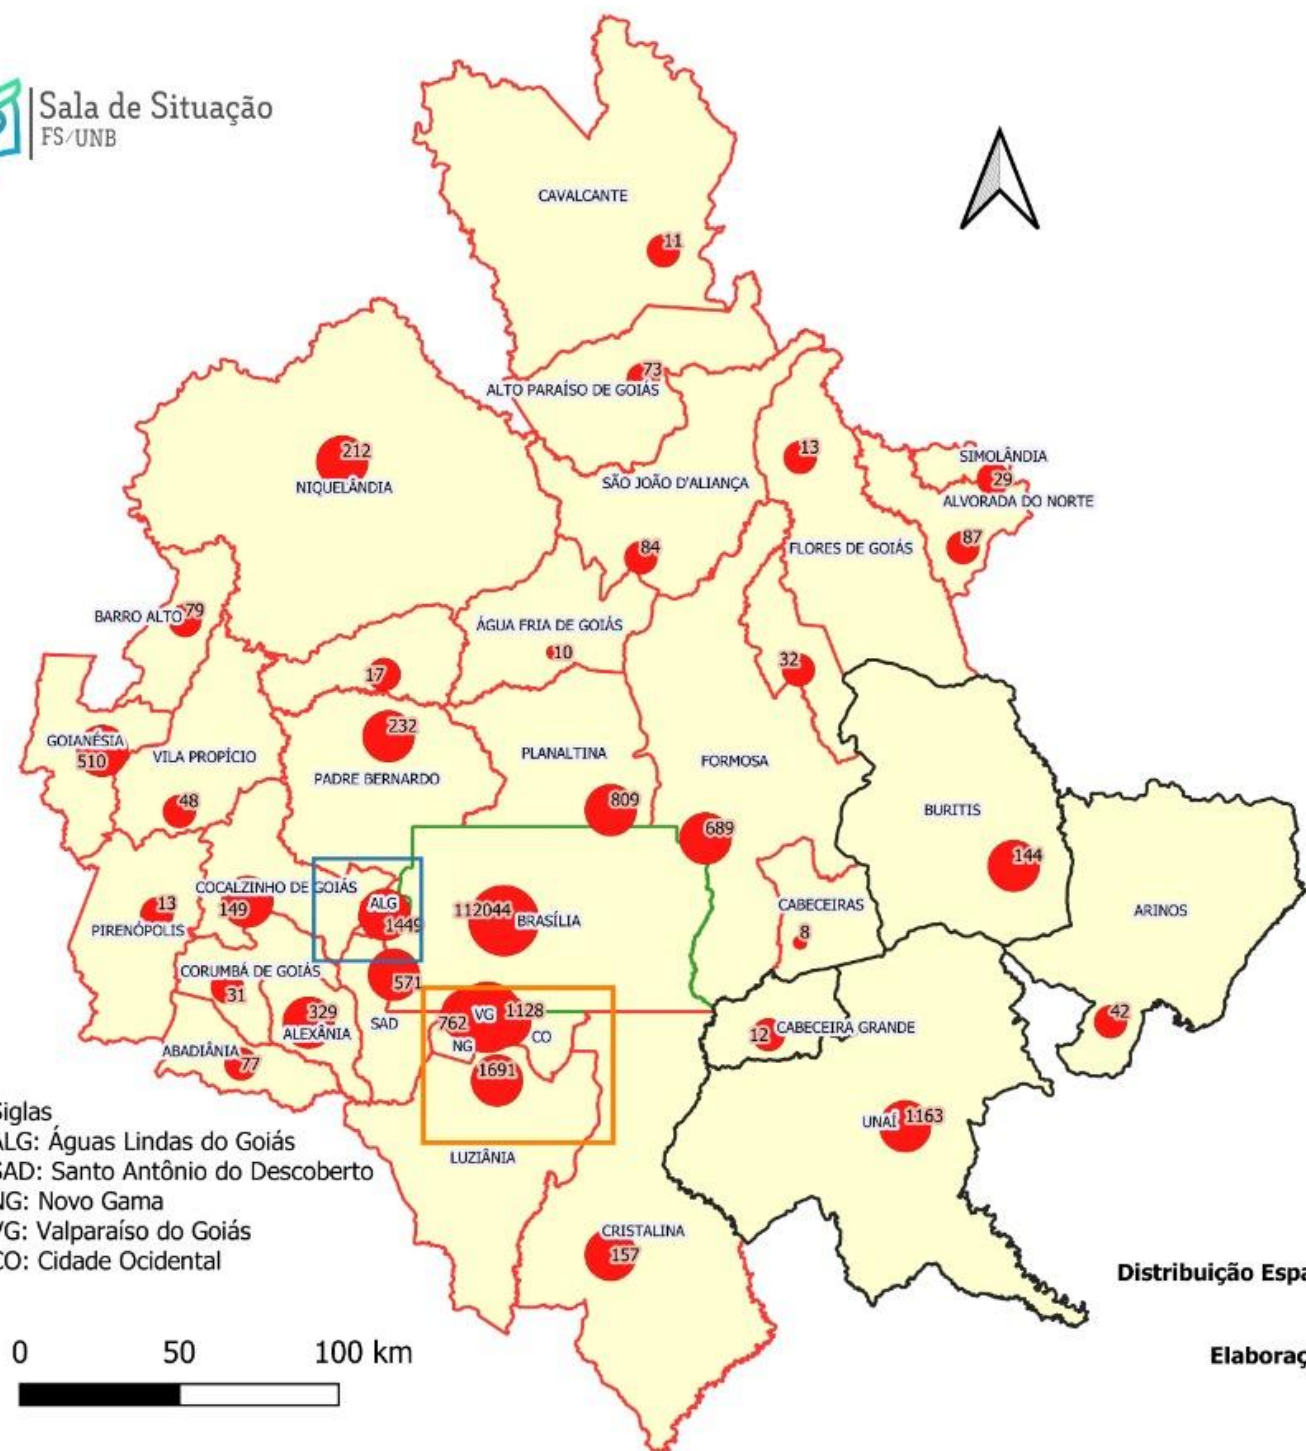 Sala de Situação
FS/UNB
CAVALCANTE
11
73
ALTO PARAÍSO DE GOIÁS
212
NIQUELÂNDIA
13
SÃO JOÃO D'ALIANÇA
SIMOLÂNDIA
29
ALVORADA DO NORTE
84
FLORES DE GOIÁS
87
BARRO ALTO
79
ÁGUA FRIA DE GOIÁS
10
17
32
232
GOIANÉSIA
510
VILA PROPÍCIO
PADRE BERNARDO
PLANALTINA
FORMOSA
48
809
689
BURITIS
144
COCALZINHO DE GOIÁS
149
ALG
1449
112044
BRASÍLIA
CABECEIRAS
8
ARINOS
13
PIRENÓPOLIS
CORUMBÁ DE GOIÁS
31
571
329
ALEXÂNIA
SAD
762
VG
1128
NG
CO
12
CABECEIRA GRANDE
42
ABADIÂNIA
77
1691
UNAÍ
1163
LUZIÂNIA
Siglas
ALG: Águas Lindas do Goiás
SAD: Santo Antônio do Descoberto
NG: Novo Gama
VG: Valparaíso do Goiás
CO: Cidade Ocidental
CRISTALINA
157
Distribuição Espa
0 50 100 km
Elaboraç